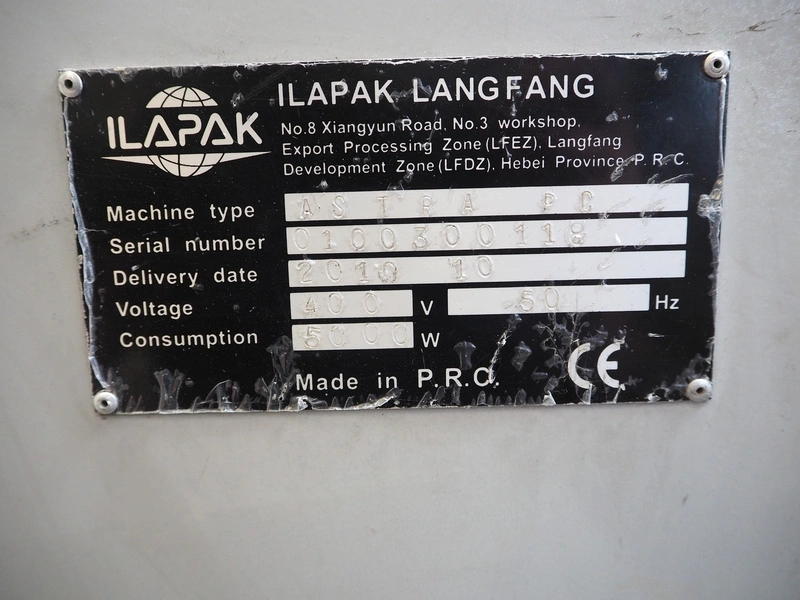 ILAPAK
ILAPAK LANGFANG
No.8 Xiangyun Road, No.3 workshop,
Export Processing Zone (LFEZ), Langfang
Development Zone (LFDZ), Hebei Province P. R. C.
Machine type ASTRA PC
Serial number 0100300118
Delivery date 2010 10
Voltage 400 V 50 Hz
Consumption 5000 W
Made in P.R.C. CE